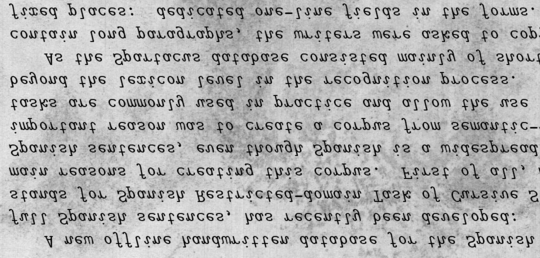 A new offline handwritten database for the Spanish
full Spanish sentences, has recently been developed:
stands for Spanish Restricted-domain Task of Cursive S
main reasons for creating this corpus. First of all,
Spanish sentences, even though Spanish is a widespread
important reason was to create a corpus from semantic-
tasks are commonly used in practice and allow the use
beyond the lexicon level in the recognition process.
As the Spartacus database consisted mainly of short
contain long paragraphs, the writers were asked to copy
fixed places: dedicated one-line fields in the forms.